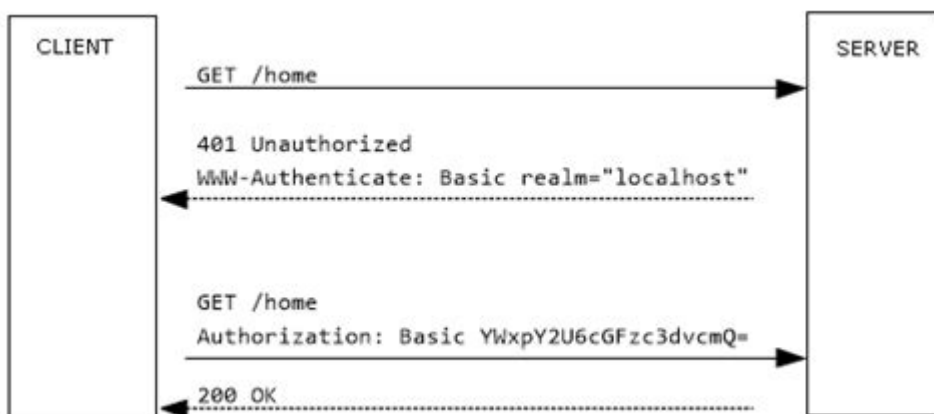 CLIENT
SERVER
GET /home
401 Unauthorized
WWW-Authenticate: Basic realm="localhost"
GET /home
Authorization: Basic YWxpY2U6cGFzc3dvcmQ=
200 OK